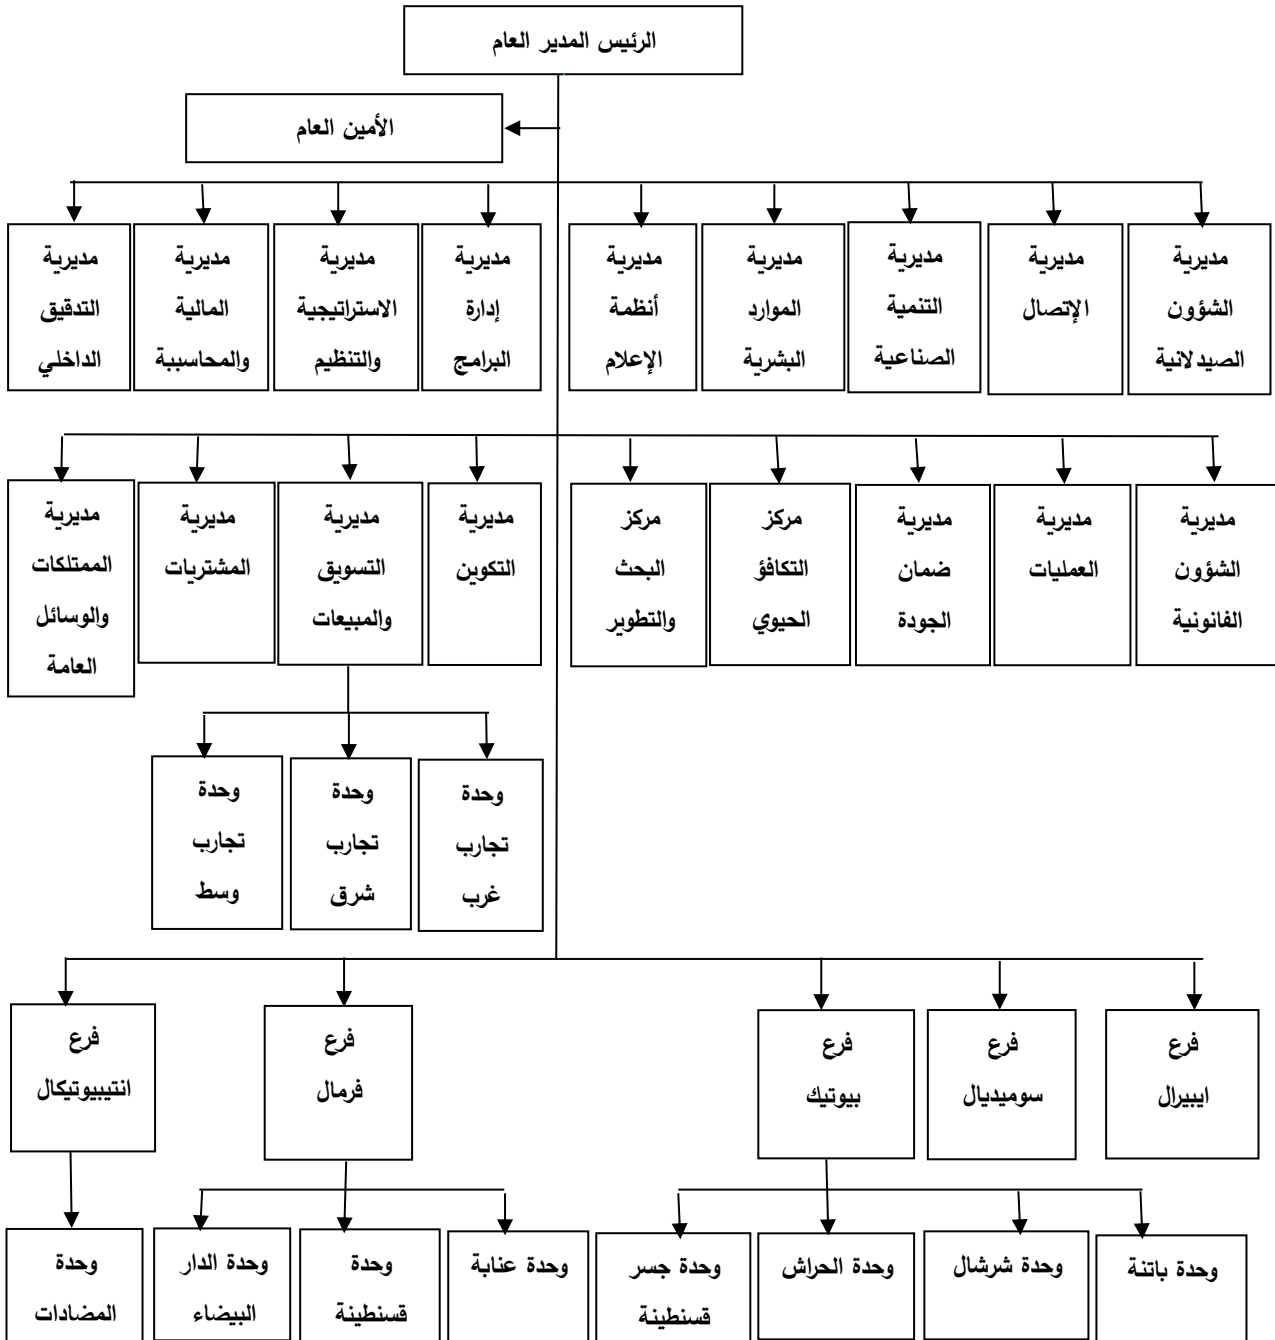 الرئيس المدير العام
الأمين العام
مديرية
الشؤون
الصيدلانية
مديرية
الإتصال
مديرية
التنمية
الصناعية
مديرية
الموارد
البشرية
مديرية
أنظمة
الإعلام
مديرية
إدارة
البرامج
مديرية
الاستراتيجية
والتنظيم
مديرية
المالية
والمحاسببة
مديرية
التدقيق
الداخلي
مديرية
الشؤون
الفانونية
مديرية
العمليات
مديرية
ضمان
الجودة
مركز
التكافؤ
الحيوي
مركز
البحث
والتطوير
مديرية
التكوين
مديرية
التسويق
والمبيعات
مديرية
المشتريات
مديرية
الممتلكات
والوسائل
العامة
وحدة
تجارب
غرب
وحدة
تجارب
شرق
وحدة
تجارب
وسط
فرع
ايبيرال
فرع
سوميديال
فرع
بيوتيك
فرع
فرمال
فرع
انتيبيوتيكال
وحدة باتنة
وحدة شرشال
وحدة الحراش
وحدة جسر
قسنطينة
وحدة عنابة
وحدة
قسنطينة
وحدة الدار
البيضاء
وحدة
المضادات